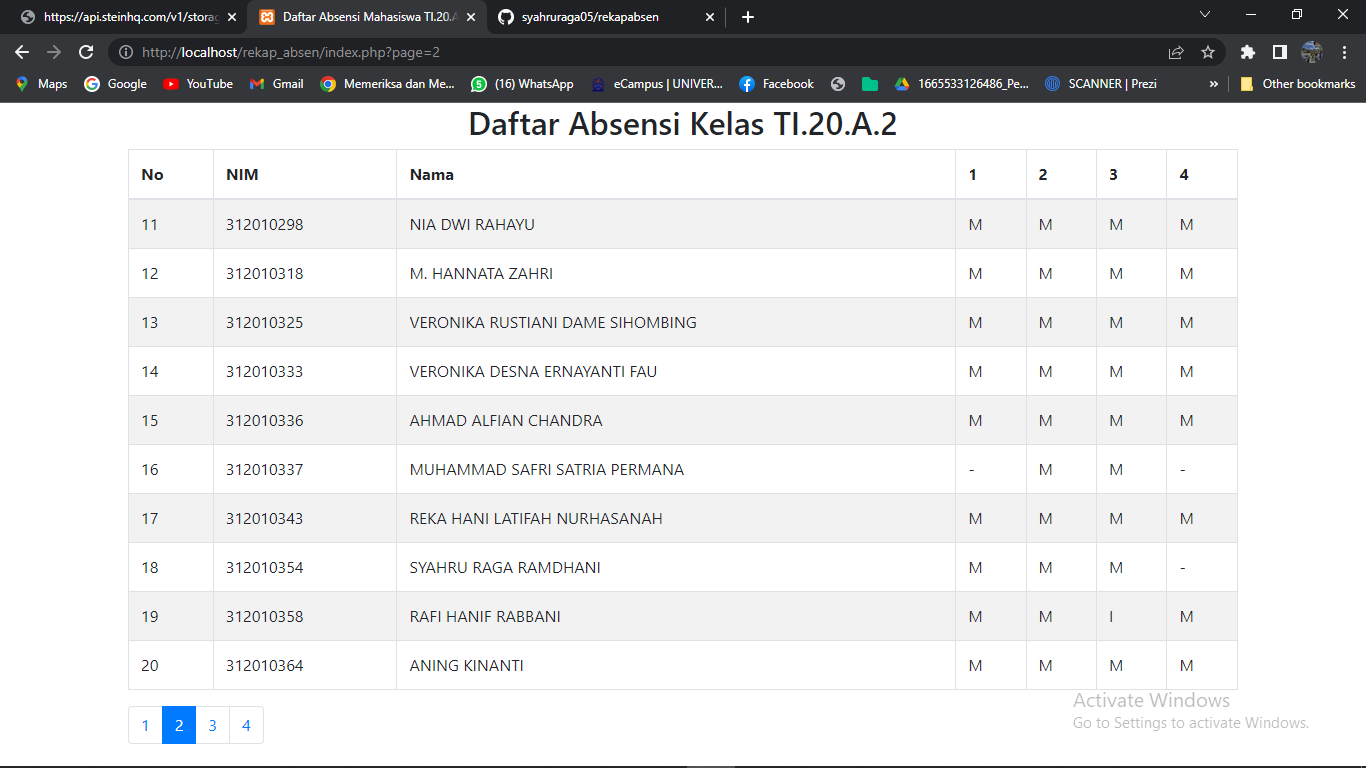 https://api.steinhq.com/v1/storag Daftar Absensi Mahasiswa TI.20.A syahruraga05/rekapabsen
http://localhost/rekap_absen/index.php?page=2
Maps Google YouTube Gmail Memeriksa dan Me... (16) WhatsApp eCampus | UNIVER... Facebook 1665533126486_Pe... SCANNER | Prezi » Other bookmarks
Daftar Absensi Kelas TI.20.A.2
No NIM Nama 1 2 3 4
11 312010298 NIA DWI RAHAYU M M M M
12 312010318 M. HANNATA ZAHRI M M M M
13 312010325 VERONIKA RUSTIANI DAME SIHOMBING M M M M
14 312010333 VERONIKA DESNA ERNAYANTI FAU M M M M
15 312010336 AHMAD ALFIAN CHANDRA M M M M
16 312010337 MUHAMMAD SAFRI SATRIA PERMANA - M M -
17 312010343 REKA HANI LATIFAH NURHASANAH M M M M
18 312010354 SYAHRU RAGA RAMDHANI M M M -
19 312010358 RAFI HANIF RABBANI M M I M
20 312010364 ANING KINANTI M M M M
1 2 3 4
Activate Windows
Go to Settings to activate Windows.